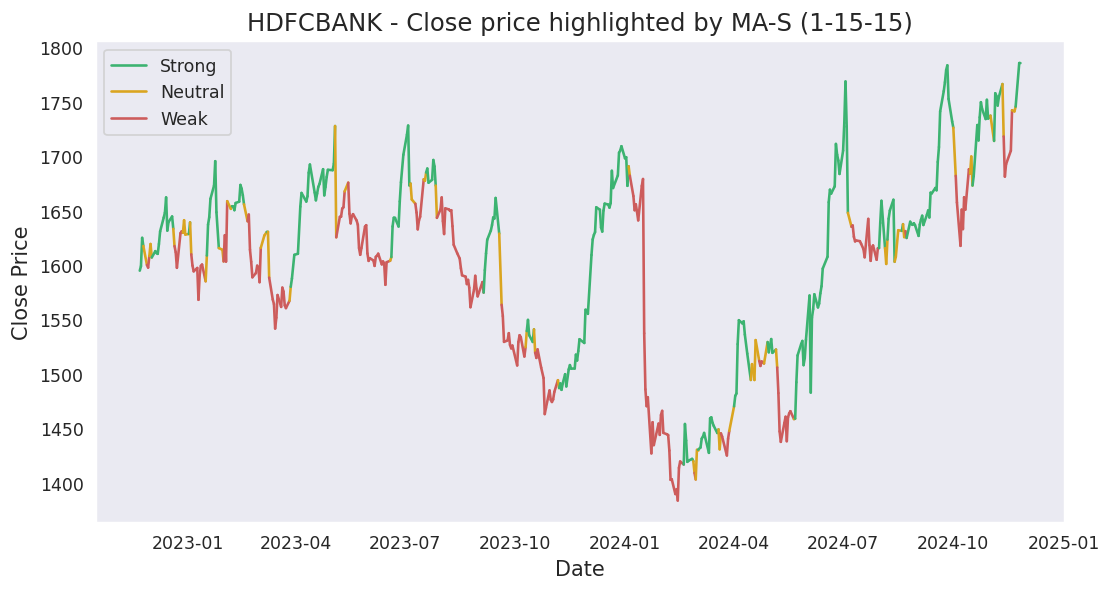 HDFCBANK - Close price highlighted by MA-S (1-15-15)
Strong
Neutral
Weak
Close Price
1800
1750
1700
1650
1600
1550
1500
1450
1400
2023-01 2023-04 2023-07 2023-10 2024-01 2024-04 2024-07 2024-10 2025-01
Date